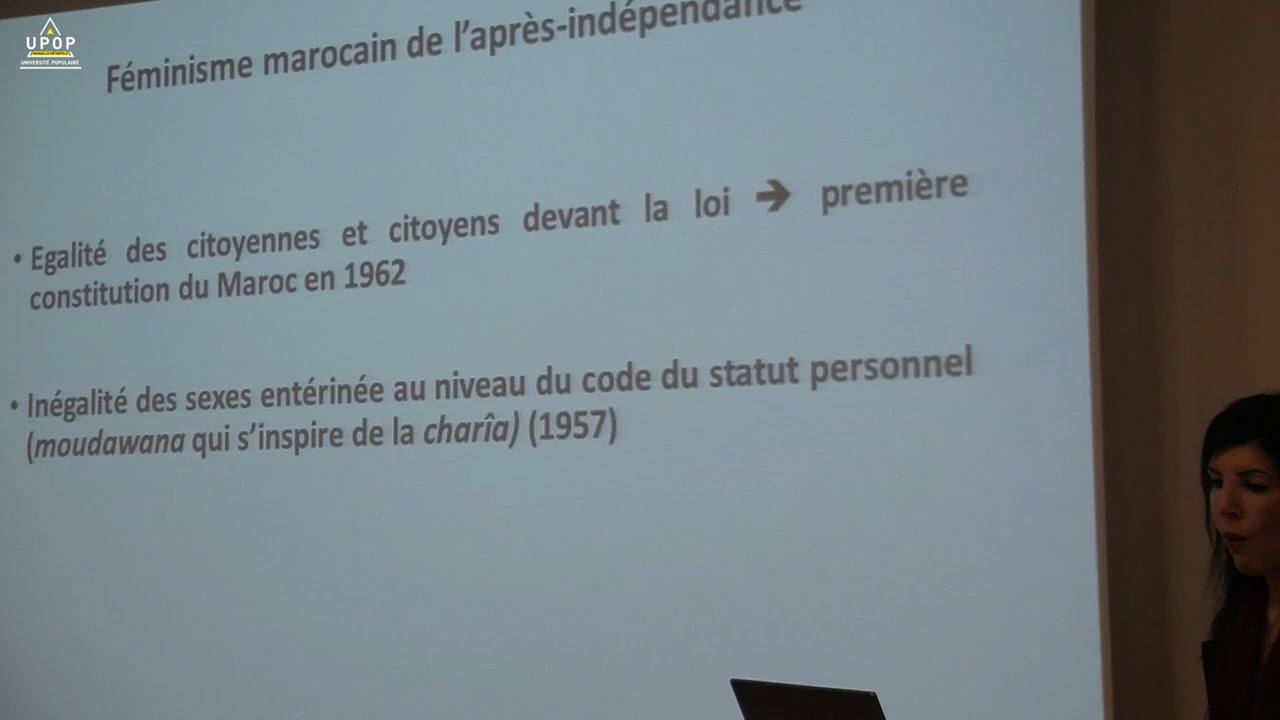 UPOP
MARSEILLE MÉTROPOLE
UNIVERSITÉ POPULAIRE
Féminisme marocain de l'après-indépendance
• Egalité des citoyennes et citoyens devant la loi ➔ première
constitution du Maroc en 1962
• Inégalité des sexes entérinée au niveau du code du statut personnel
(moudawana qui s'inspire de la charîa) (1957)